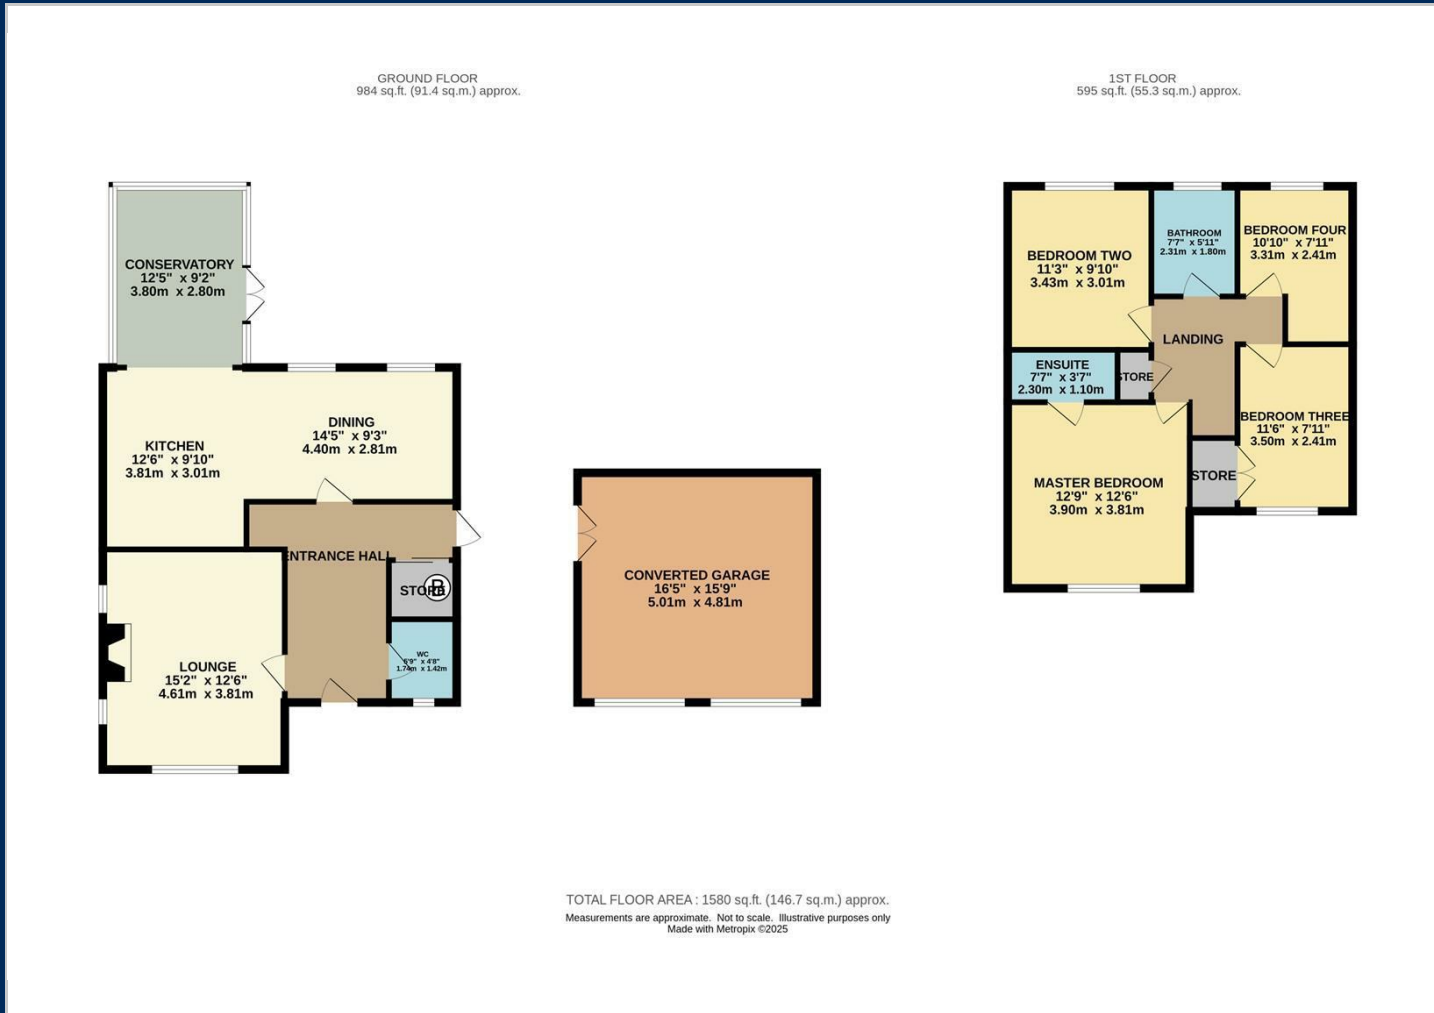 GROUND FLOOR
984 sq.ft. (91.4 sq.m.) approx.
1ST FLOOR
595 sq.ft. (55.3 sq.m.) approx.
CONSERVATORY
12'5" x 9'2"
3.80m x 2.80m
KITCHEN
12'6" x 9'10"
3.81m x 3.01m
DINING
14'5" x 9'3"
4.40m x 2.81m
ENTRANCE HALL
STORE
B
WC
5'9" x 4'8"
1.74m x 1.42m
LOUNGE
15'2" x 12'6"
4.61m x 3.81m
CONVERTED GARAGE
16'5" x 15'9"
5.01m x 4.81m
BEDROOM TWO
11'3" x 9'10"
3.43m x 3.01m
BATHROOM
7'7" x 5'11"
2.31m x 1.80m
BEDROOM FOUR
10'10" x 7'11"
3.31m x 2.41m
LANDING
ENSUITE
7'7" x 3'7"
2.30m x 1.10m
STORE
BEDROOM THREE
11'6" x 7'11"
3.50m x 2.41m
MASTER BEDROOM
12'9" x 12'6"
3.90m x 3.81m
STORE
TOTAL FLOOR AREA : 1580 sq.ft. (146.7 sq.m.) approx.
Measurements are approximate. Not to scale. Illustrative purposes only
Made with Metropix ©2025